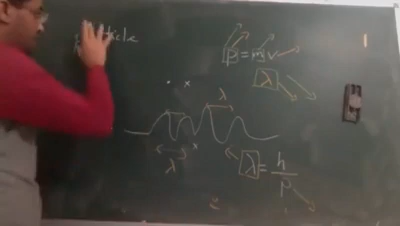 p = mv
λ
λ
λ
λ = h/p